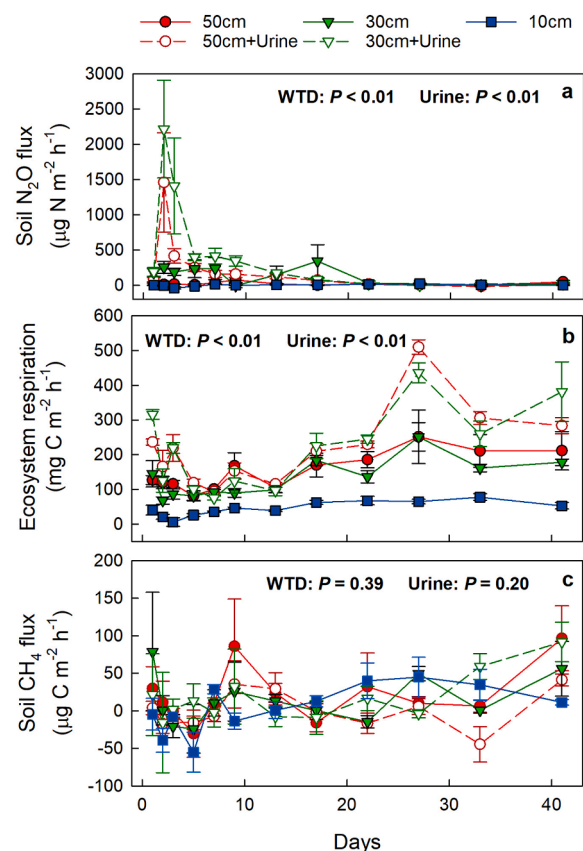 50cm 30cm 10cm
50cm+Urine 30cm+Urine
WTD: P < 0.01 Urine: P < 0.01 a
Soil N₂O flux
(µg N m⁻² h⁻¹)
3000
2500
2000
1500
1000
500
0
WTD: P < 0.01 Urine: P < 0.01 b
Ecosystem respiration
(mg C m⁻² h⁻¹)
600
500
400
300
200
100
0
WTD: P = 0.39 Urine: P = 0.20 c
Soil CH₄ flux
(µg C m⁻² h⁻¹)
200
150
100
50
0
-50
-100
0 10 20 30 40
Days